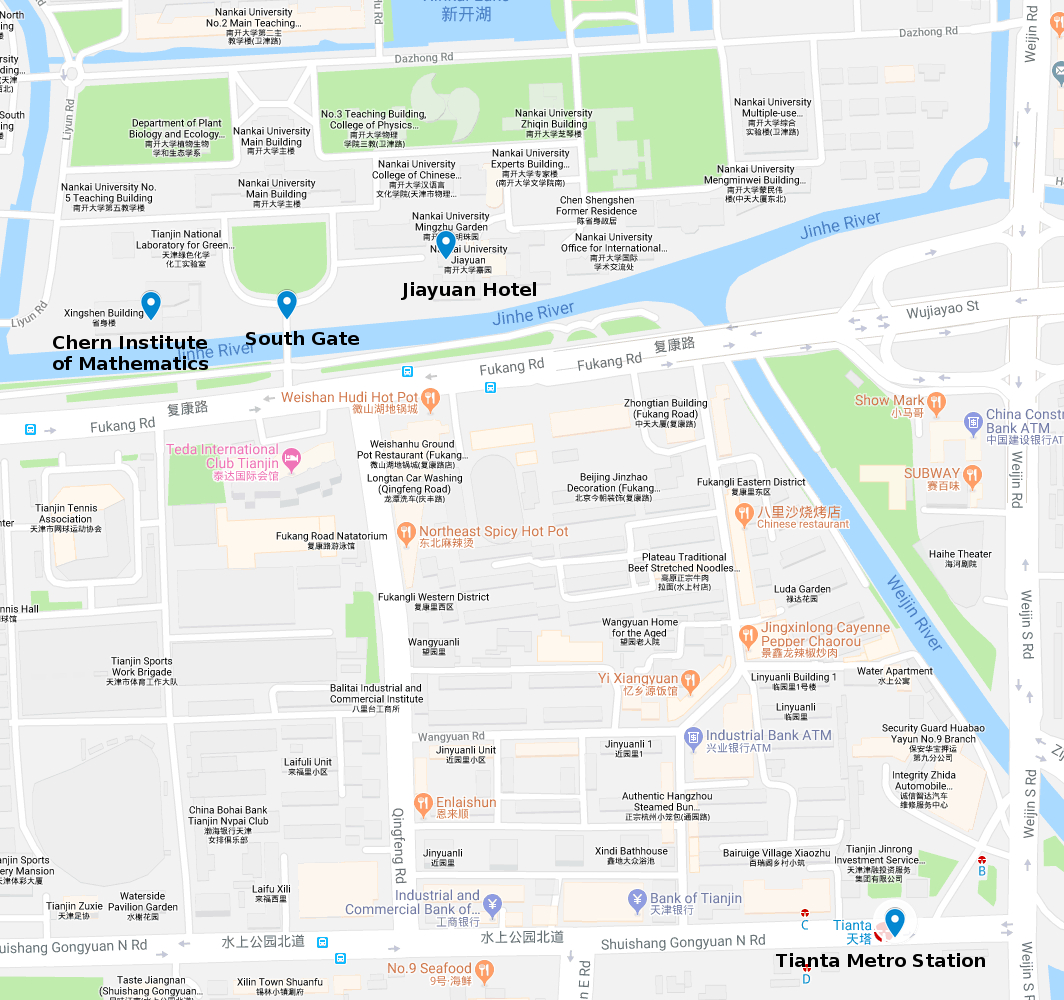 Nankai University
No.2 Main Teaching...
南开大学第二主
教学楼(卫津路)
新开湖
Dazhong Rd
Dazhong Rd
Weijin Rd
Liyun Rd
Department of Plant
Biology and Ecology...
南开大学植物生物
学和生态学系
Nankai University
Main Building
南开大学主楼
No.3 Teaching Building,
College of Physics...
南开大学物理
学院三教(卫津路)
Nankai University
Zhiqin Building
南开大学芝琴楼
Nankai University
Multiple-use...
南开大学综合
实验楼(卫津路)
Nankai University
College of Chinese...
南开大学汉语言
文化学院(天津市物理...
Nankai University
Experts Building...
南开大学专家楼
(南开大学文学院南)
Nankai University
Mengminwei Building...
南开大学蒙民伟
楼(中天大厦东北)
Nankai University No.
5 Teaching Building
南开大学第五教学楼
Nankai University
Main Building
南开大学主楼
Chen Shengshen
Former Residence
陈省身故居
Nankai University
Mingzhu Garden
Tianjin National
Laboratory for Green...
天津绿色化学
化工实验室
Jiayuan
南开大学嘉园
Nankai University
Office for International...
南开大学国际
学术交流处
Jinhe River
Jiayuan Hotel
Liyun Rd
Xingshen Building
省身楼
Chern Institute
of Mathematics
South Gate
Jinhe River
Jinhe River
Wujiayao St
Fukang Rd
Fukang Rd
复康路
Fukang Rd
复康路
Weishan Hudi Hot Pot
微山湖地锅城
Zhongtian Building
(Fukang Road)
中天大厦(复康路)
Show Mark
小马哥
China Const
Bank ATM
中国建设银行AT
Teda International
Club Tianjin
泰达国际会馆
Weishanhu Ground
Pot Restaurant (Fukang...
微山湖地锅城(复康路店)
Longtan Car Washing
(Qingfeng Road)
龙潭洗车(庆丰路)
Beijing Jinzhao
Decoration (Fukang...
北京今朝装饰(复康路)
Fukangli Eastern District
复康里东区
SUBWAY
赛百味
Weijin Rd
Tianjin Tennis
Association
天津市网球运动协会
Fukang Road Natatorium
复康路游泳馆
Northeast Spicy Hot Pot
东北麻辣烫
八里沙烧烤店
Chinese restaurant
Plateau Traditional
Beef Stretched Noodles...
高原正宗牛肉
拉面(水上村店)
Haihe Theater
海河剧院
Fukangli Western District
复康里西区
Luda Garden
禄达花园
Weijin River
Weijin S Rd
Wangyuanli
望园里
Wangyuan Home
for the Aged
望园老人院
Jingxinlong Cayenne
Pepper Chaorou
景鑫龙辣椒炒肉
Tianjin Sports
Work Brigade
天津市体育工作大队
Yi Xiangyuan
忆乡源饭馆
Linyuanli Building 1
临园里1号楼
Water Apartment
水上公寓
Balitai Industrial and
Commercial Institute
八里台工商所
Linyuanli
临园里
Wangyuan Rd
Industrial Bank ATM
兴业银行ATM
Security Guard Huabao
Yayun No.9 Branch
保安华宝押运
第九分公司
Jinyuanli Unit
近园里小区
Jinyuanli 1
近园里1
Laifuli Unit
来福里小区
Integrity Zhida
Automobile...
诚信智达汽车
维修服务中心
Weijin S Rd
China Bohai Bank
Tianjin Nvpai Club
渤海银行天津
女排俱乐部
Enlaishun
恩来顺
Authentic Hangzhou
Steamed Bun...
正宗杭州小笼包(通园路)
Qingfeng Rd
Jinyuanli
近园里
Xindi Bathhouse
鑫地大众浴池
Bairuige Village Xiaozhu
百瑞阁乡村小筑
Tianjin Jinrong
Investment Service...
天津津融投资服务
集团有限公司
B
Laifu Xili
来福西里
Waterside
Pavilion Garden
水榭花园
Tianjin Zuxie
天津足协
Industrial and
Commercial Bank of...
工商银行
Bank of Tianjin
天津银行
C
Tianta
天塔
Shuishang Gongyuan N Rd
水上公园北道
水上公园北道
Shuishang Gongyuan N Rd
Tianta Metro Station
D
Weijin S Rd
Taste Jiangnan
(Shuishang Gongyuan...
Xilin Town Shuanfu
锡林小镇涮府
No.9 Seafood
9号·海鲜
n E Rd